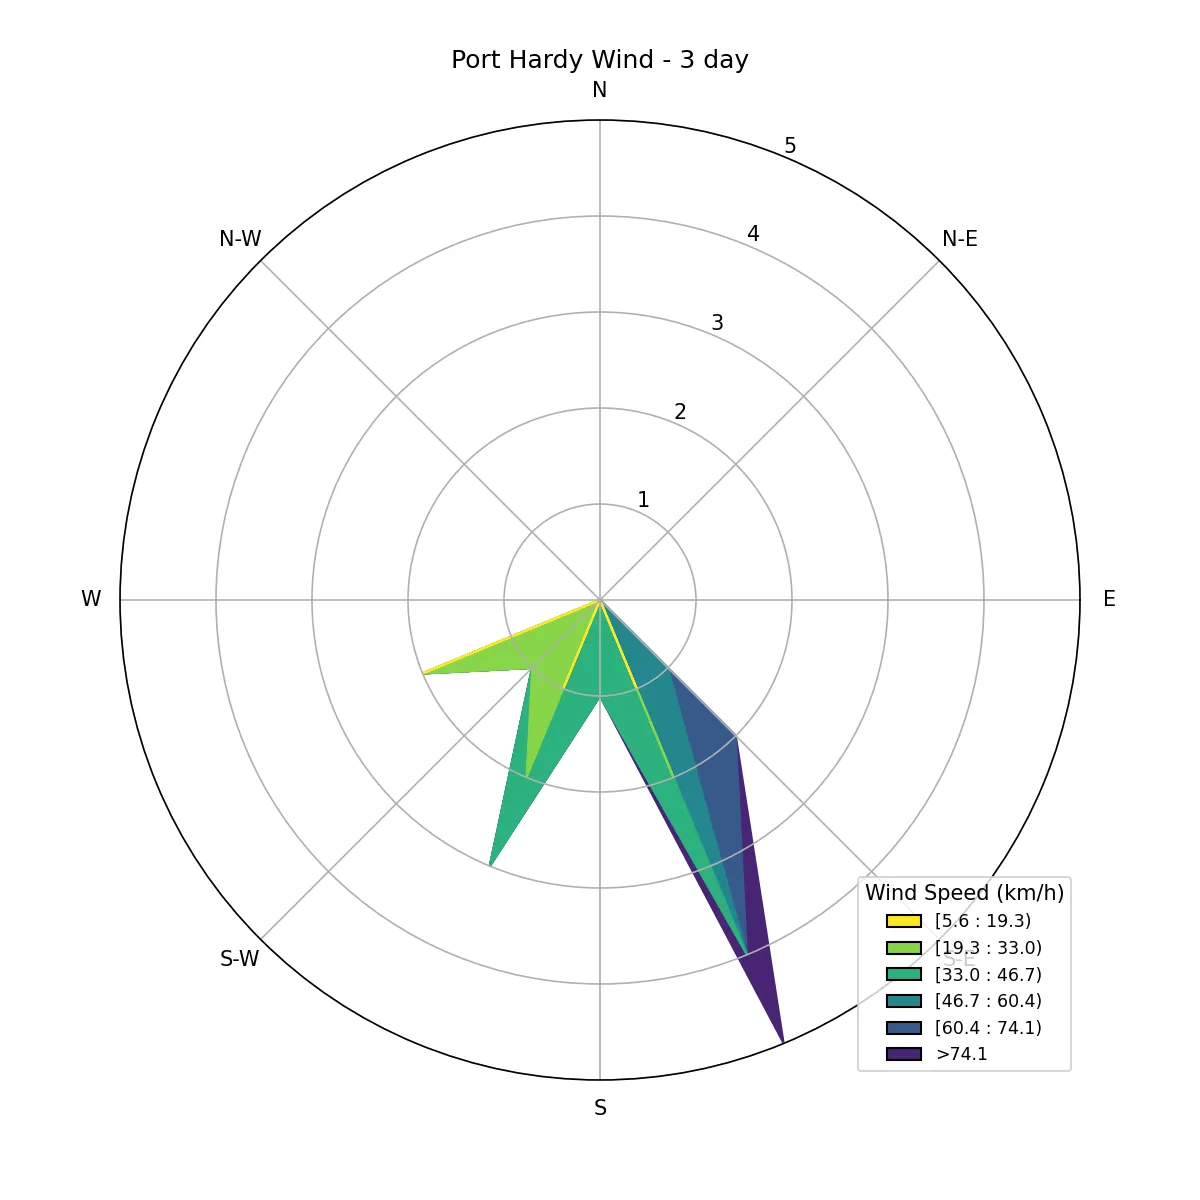 Port Hardy Wind - 3 day
N
5
N-W
N-E
4
3
2
1
W
E
Wind Speed (km/h)
[5.6 : 19.3)
[19.3 : 33.0)
S-W
S-E
[33.0 : 46.7)
[46.7 : 60.4)
[60.4 : 74.1)
>74.1
S